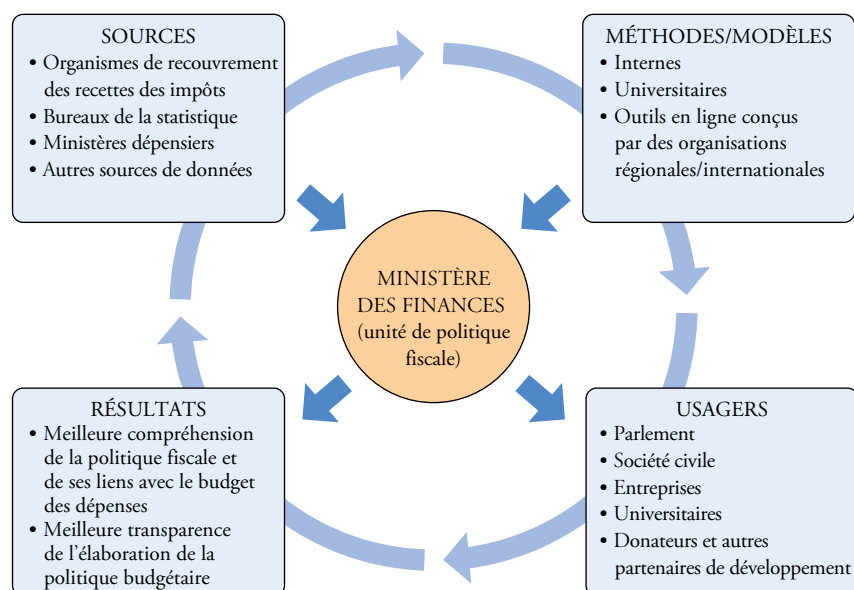 SOURCES
• Organismes de recouvrement
des recettes des impôts
• Bureaux de la statistique
• Ministères dépensiers
• Autres sources de données
MÉTHODES/MODÈLES
• Internes
• Universitaires
• Outils en ligne conçus
par des organisations
régionales/internationales
MINISTÈRE
DES FINANCES
(unité de politique
fiscale)
RÉSULTATS
• Meilleure compréhension
de la politique fiscale et
de ses liens avec le budget
des dépenses
• Meilleure transparence
de l'élaboration de la
politique budgétaire
USAGERS
• Parlement
• Société civile
• Entreprises
• Universitaires
• Donateurs et autres
partenaires de développement